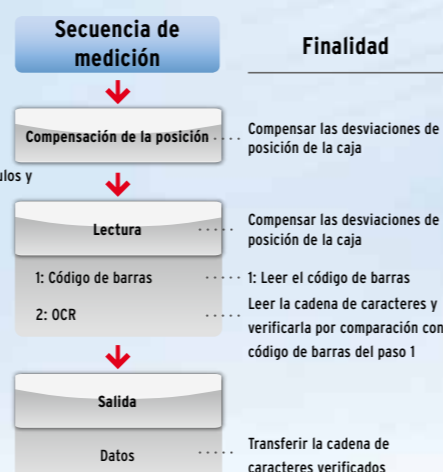 Secuencia de
medición
Finalidad
Compensación de la posición
Compensar las desviaciones de
posición de la caja
ulos y
Lectura
Compensar las desviaciones de
posición de la caja
1: Código de barras
1: Leer el código de barras
2: OCR
Leer la cadena de caracteres y
verificarla por comparación con
código de barras del paso 1
Salida
Datos
Transferir la cadena de
caracteres verificados